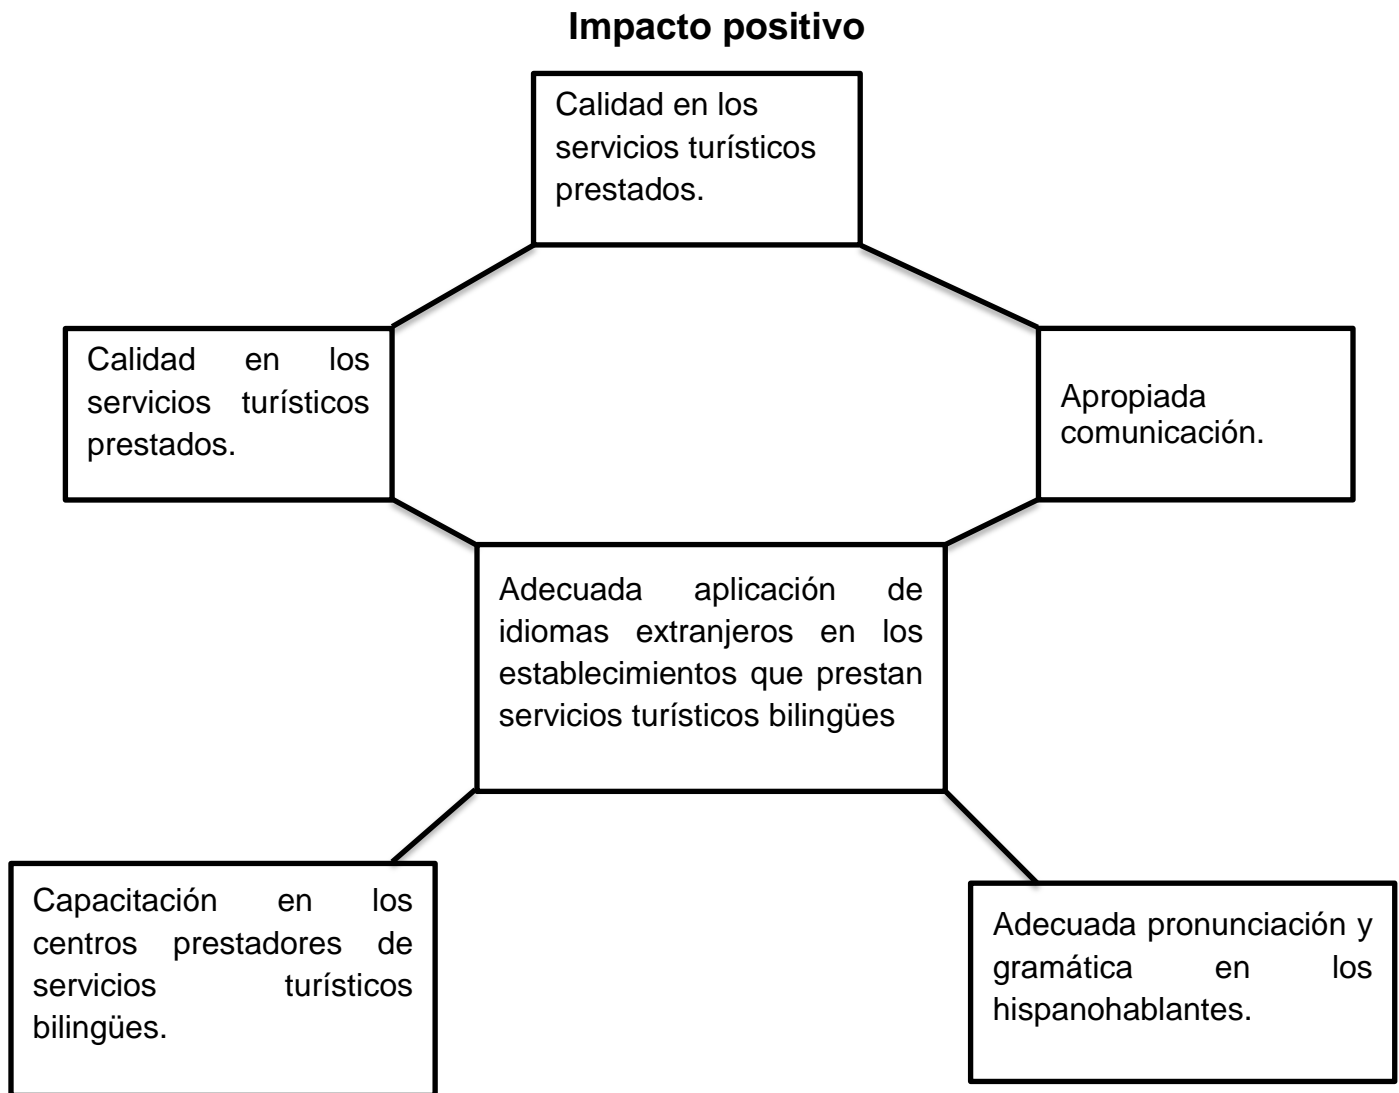 Impacto positivo
Calidad en los
servicios turísticos
prestados.
Calidad en los
servicios turísticos
prestados.
Apropiada
comunicación.
Adecuada aplicación de
idiomas extranjeros en los
establecimientos que prestan
servicios turísticos bilingües
Capacitación en los
centros prestadores de
servicios turísticos
bilingües.
Adecuada pronunciación y
gramática en los
hispanohablantes.